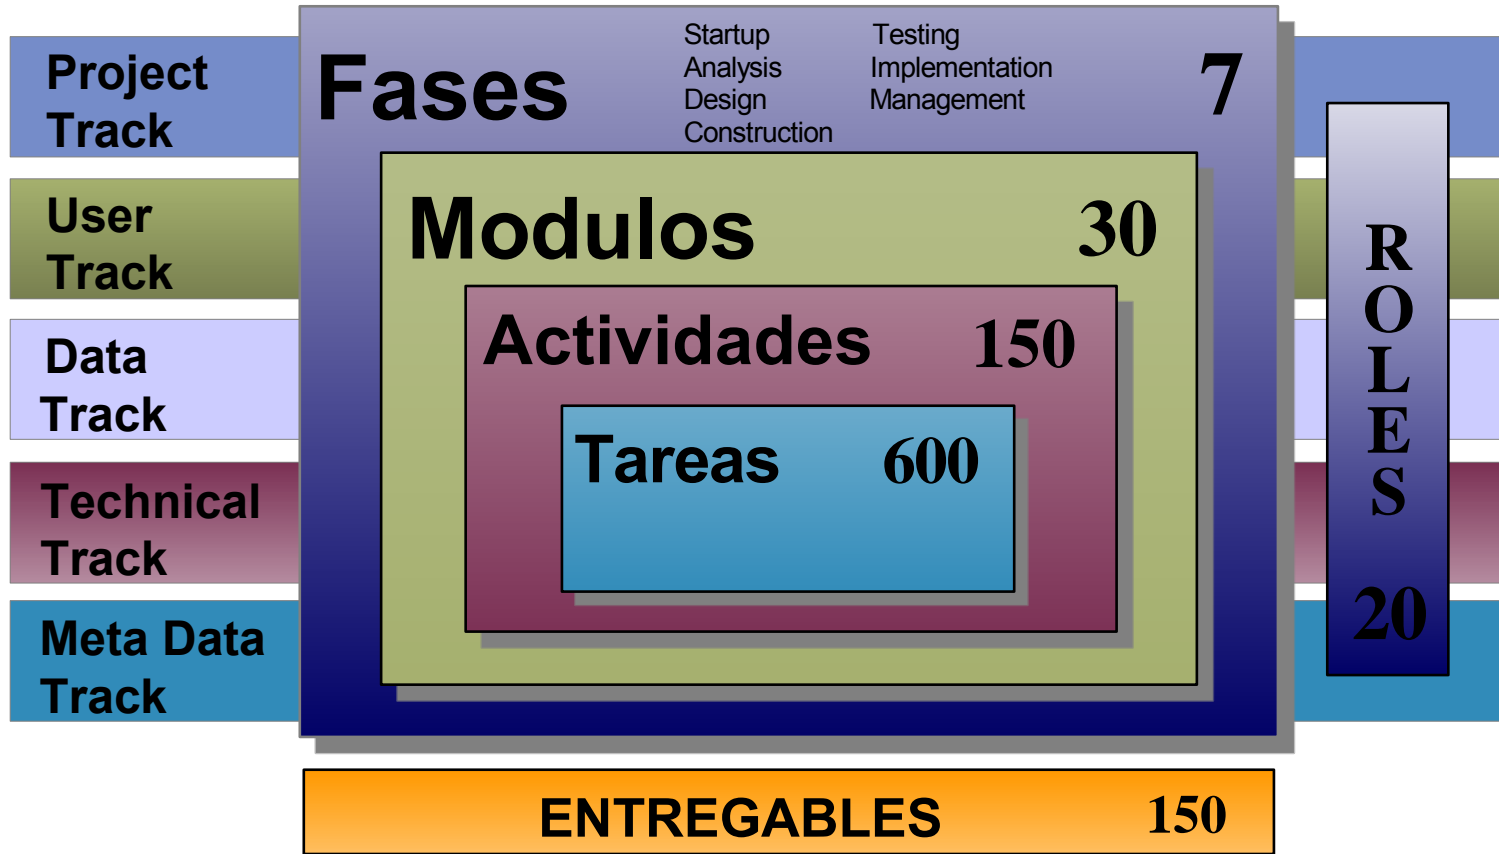 Project
Track
User
Track
Data
Track
Technical
Track
Meta Data
Track
Fases
Startup
Analysis
Design
Construction
Testing
Implementation
Management
7
Modulos 30
Actividades 150
Tareas 600
R
O
L
E
S
20
ENTREGABLES 150